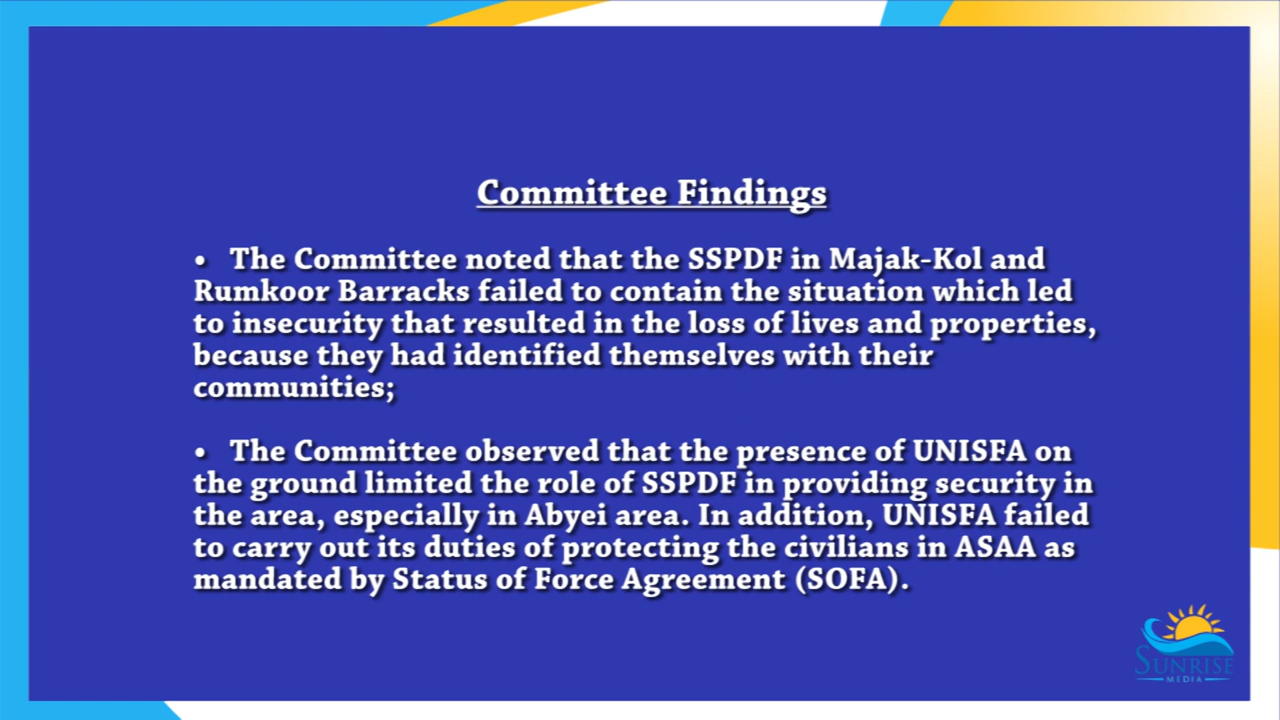 Committee Findings
• The Committee noted that the SSPDF in Majak-Kol and
Rumkoor Barracks failed to contain the situation which led
to insecurity that resulted in the loss of lives and properties,
because they had identified themselves with their
communities;
• The Committee observed that the presence of UNISFA on
the ground limited the role of SSPDF in providing security in
the area, especially in Abyei area. In addition, UNISFA failed
to carry out its duties of protecting the civilians in ASAA as
mandated by Status of Force Agreement (SOFA).
SUNRISE
MEDIA